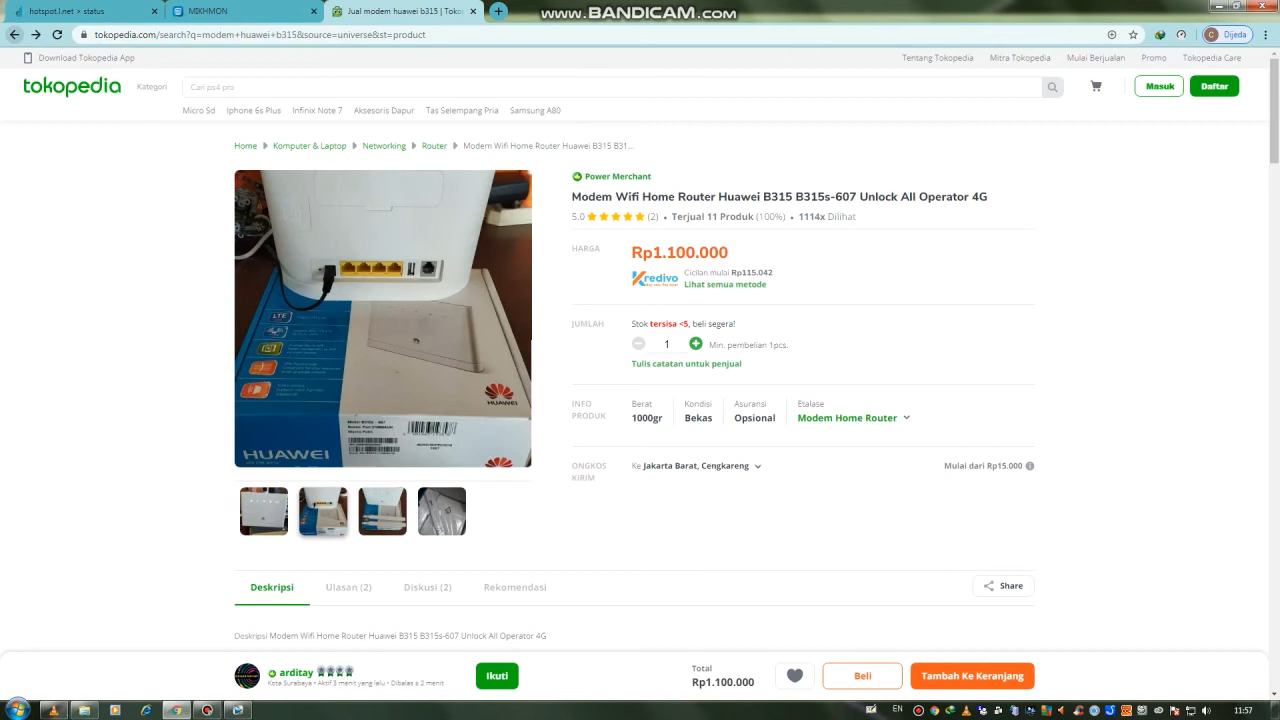 www.BANDICAM.com
hotspot.net > status
MIKHMON
Jual modem huawei b315 | Tokop
tokopedia.com/search?q=modem+huawei+b315&source=universe&st=product
Dijeda
Download Tokopedia App
Tentang Tokopedia
Mitra Tokopedia
Mulai Berjualan
Promo
Tokopedia Care
tokopedia
Kategori
Cari ps4 pro
Masuk
Daftar
Micro Sd
Iphone 6s Plus
Infinix Note 7
Aksesoris Dapur
Tas Selempang Pria
Samsung A80
Home
Komputer & Laptop
Networking
Router
Modem Wifi Home Router Huawei B315 B31...
Power Merchant
Modem Wifi Home Router Huawei B315 B315s-607 Unlock All Operator 4G
5.0 (2) • Terjual 11 Produk (100%) • 1114x Dilihat
HARGA
Rp1.100.000
Kredivo
Cicilan mulai Rp115.042
Lihat semua metode
JUMLAH
Stok tersisa <5, beli segera!
1
Min. pembelian 1pcs.
Tulis catatan untuk penjual
INFO PRODUK
Berat
1000gr
Kondisi
Bekas
Asuransi
Opsional
Etalase
Modem Home Router
ONGKOS KIRIM
Ke Jakarta Barat, Cengkareng
Mulai dari Rp15.000
LTE
HUAWEI
HUAWEI
Deskripsi
Ulasan (2)
Diskusi (2)
Rekomendasi
Share
Deskripsi Modem Wifi Home Router Huawei B315 B315s-607 Unlock All Operator 4G
arditay
Kota Surabaya • Aktif 3 menit yang lalu • Dibalas ± 2 menit
Ikuti
Total
Rp1.100.000
Beli
Tambah Ke Keranjang
EN
11:57